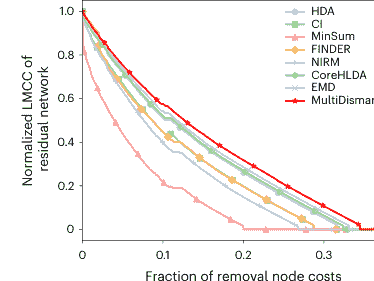 Normalized LMCC of
residual network
1.0
0.8
0.6
0.4
0.2
0
0
0.1
0.2
0.3
Fraction of removal node costs
HDA
CI
MinSum
FINDER
NIRM
CoreHLDA
EMD
MultiDisman